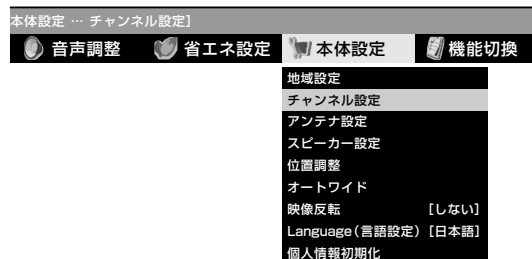 本体設定 … チャンネル設定]
音声調整 省エネ設定 本体設定 機能切換
地域設定
チャンネル設定
アンテナ設定
スピーカー設定
位置調整
オートワイド
映像反転 [しない]
Language(言語設定) [日本語]
個人情報初期化